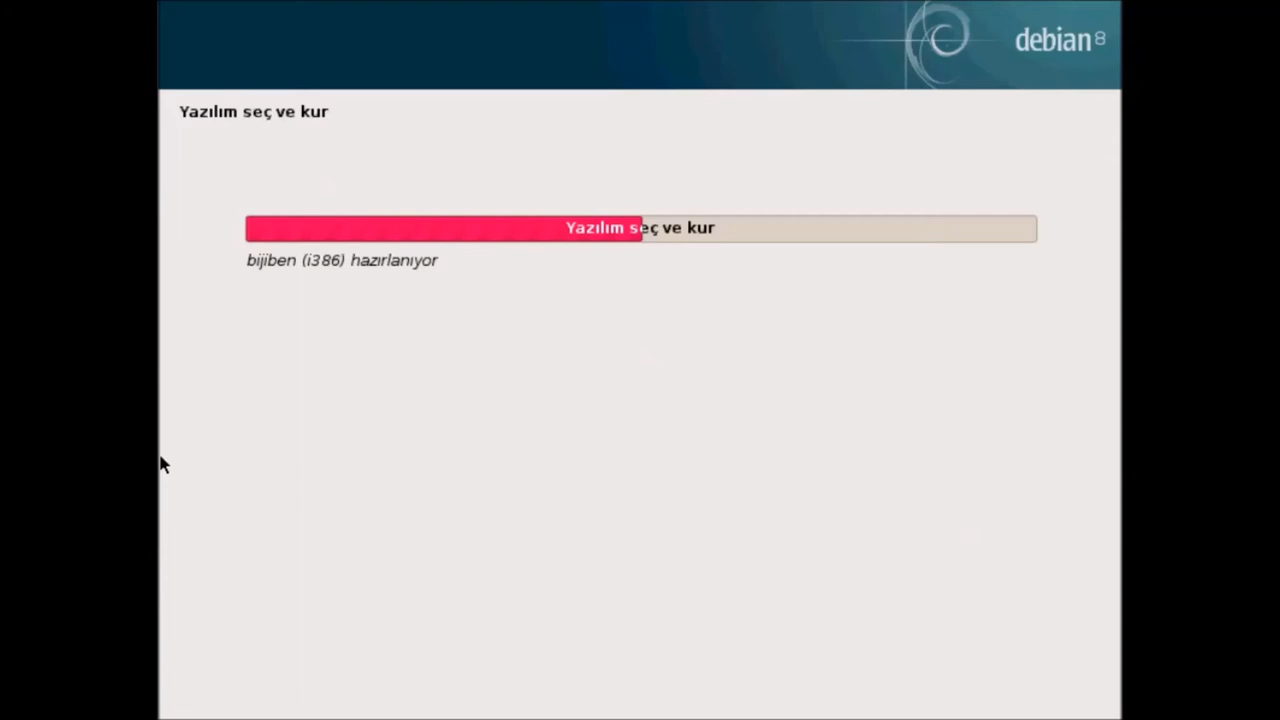 debian 8
Yazılım seç ve kur
Yazılım seç ve kur
bijiben (i386) hazırlanıyor